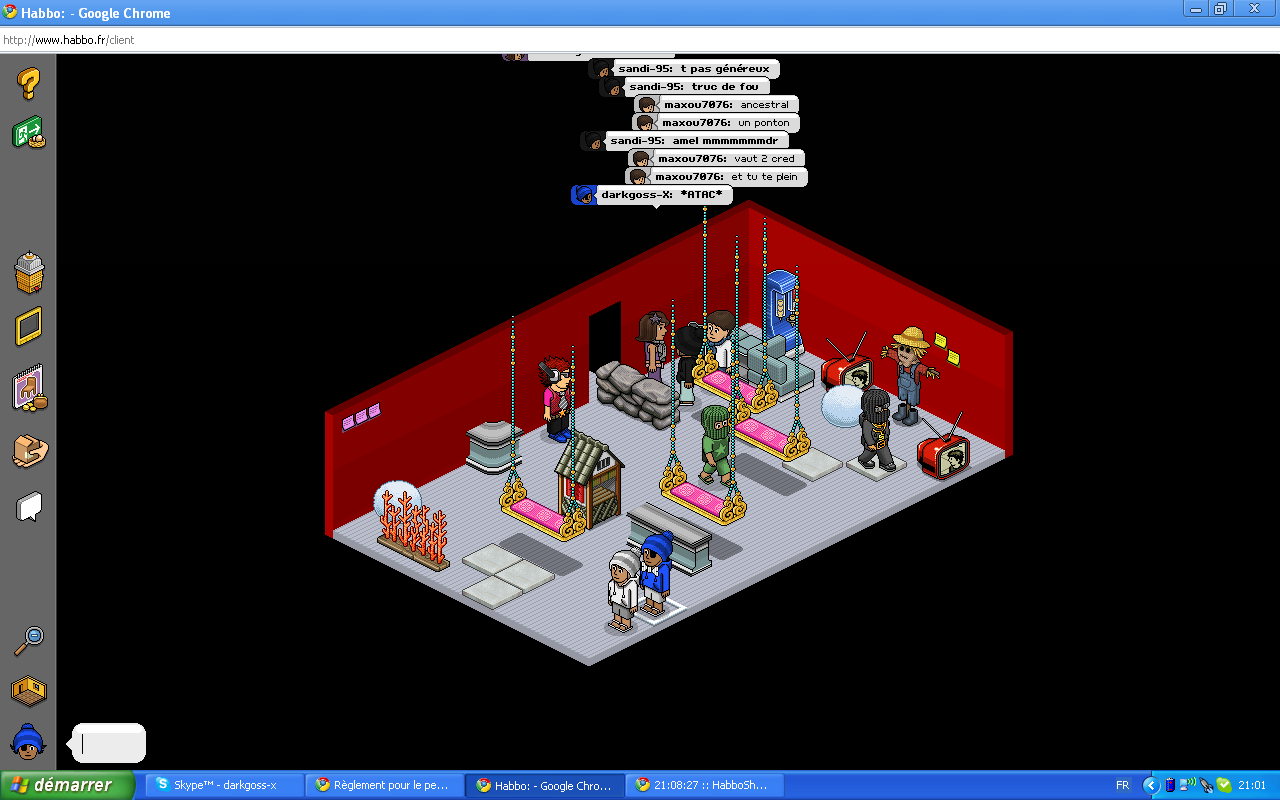 Habbo: - Google Chrome
http://www.habbo.fr/client
sandi-95: t pas généreux
sandi-95: truc de fou
maxou7076: ancestral
maxou7076: un ponton
sandi-95: amel mmmmmmmdr
maxou7076: vaut 2 cred
maxou7076: et tu te plein
darkgoss-X: *ATAC*
démarrer
Skype™ - darkgoss-x
Règlement pour le pe...
Habbo: - Google Chro...
21:08:27 :: HabboSh...
FR
21:01